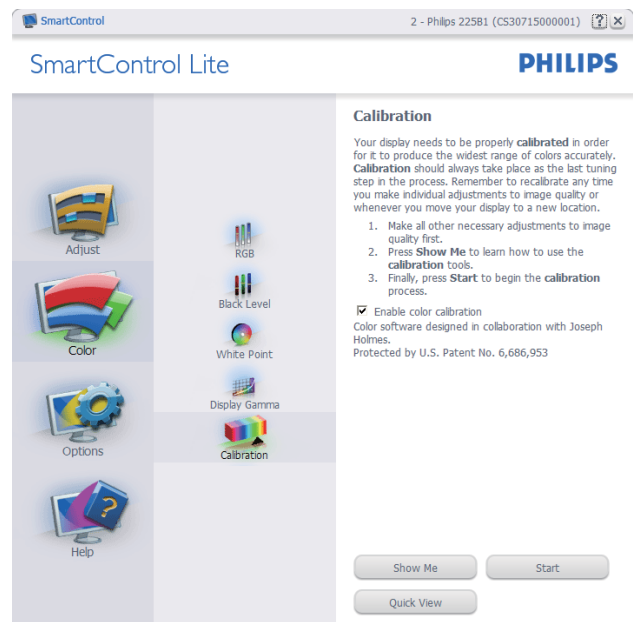 SmartControl
2 - Philips 225B1 (CS30715000001)
?
SmartControl Lite
PHILIPS
Adjust
Color
Options
Help
RGB
Black Level
White Point
Display Gamma
Calibration
Calibration
Your display needs to be properly calibrated in order
for it to produce the widest range of colors accurately.
Calibration should always take place as the last tuning
step in the process. Remember to recalibrate any time
you make individual adjustments to image quality or
whenever you move your display to a new location.
1. Make all other necessary adjustments to image
quality first.
2. Press Show Me to learn how to use the
calibration tools.
3. Finally, press Start to begin the calibration
process.
Enable color calibration
Color software designed in collaboration with Joseph
Holmes.
Protected by U.S. Patent No. 6,686,953
Show Me
Start
Quick View